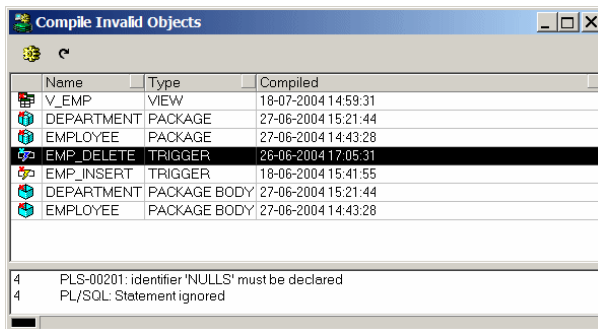 Compile Invalid Objects
Name Type Compiled
V_EMP VIEW 18-07-2004 14:59:31
DEPARTMENT PACKAGE 27-06-2004 15:21:44
EMPLOYEE PACKAGE 27-06-2004 14:43:28
EMP_DELETE TRIGGER 26-06-2004 17:05:31
EMP_INSERT TRIGGER 18-06-2004 15:41:55
DEPARTMENT PACKAGE BODY 27-06-2004 15:21:44
EMPLOYEE PACKAGE BODY 27-06-2004 14:43:28
4 PLS-00201: identifier 'NULLS' must be declared
4 PL/SQL: Statement ignored